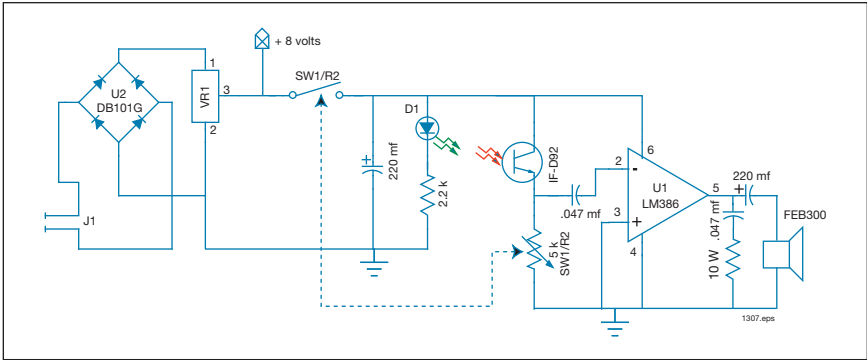 + 8 volts
SW1/R2
U2
DB101G
1
VR1
3
2
J1
+
220 mf
D1
2.2 k
IF-D92
.047 mf
5 k
SW1/R2
2
-
6
U1
LM386
3
+
4
5
+
220 mf
.047 mf
10 W
FEB300
1307.eps